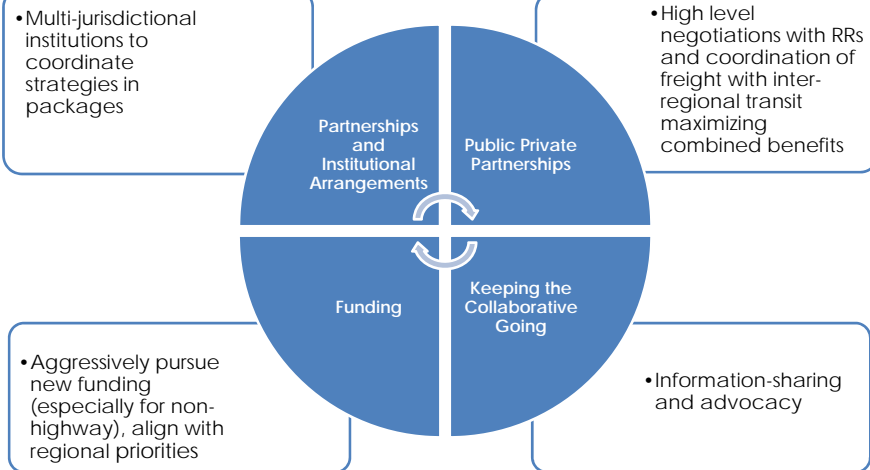 •Multi-jurisdictional
institutions to
coordinate
strategies in
packages
•High level
negotiations with RRs
and coordination of
freight with inter-
regional transit
maximizing
combined benefits
Partnerships
and
Institutional
Arrangements
Public Private
Partnerships
Funding
Keeping the
Collaborative
Going
•Aggressively pursue
new funding
(especially for non-
highway), align with
regional priorities
•Information-sharing
and advocacy